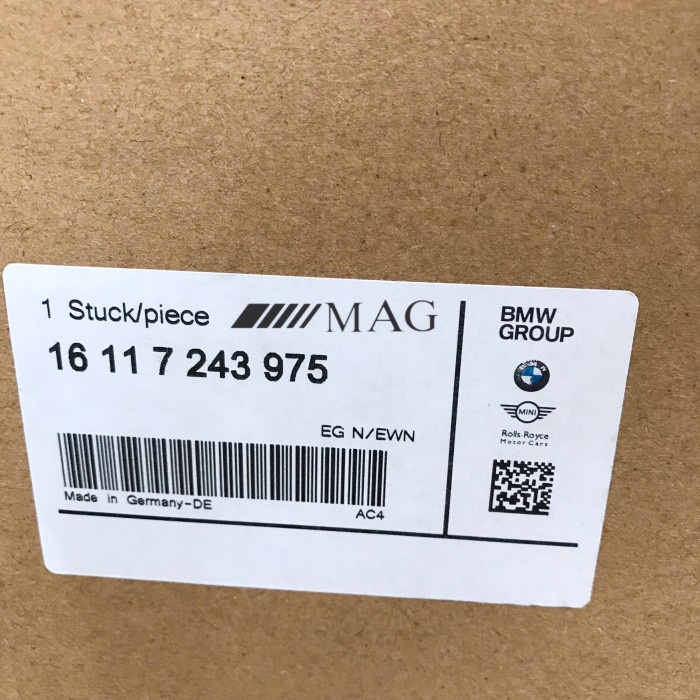 1 Stuck/piece
MAG
16 11 7 243 975
EG N/EWN
Made in Germany-DE
AC4
BMW
GROUP
MINI
Rolls-Royce
Motor Cars